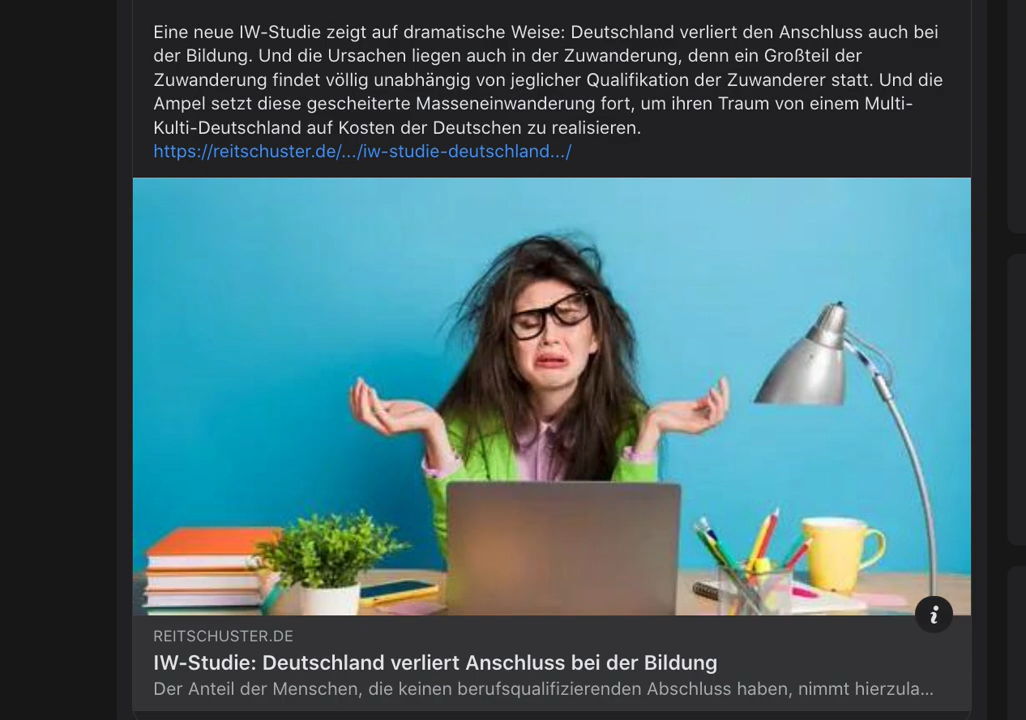 Eine neue IW-Studie zeigt auf dramatische Weise: Deutschland verliert den Anschluss auch bei
der Bildung. Und die Ursachen liegen auch in der Zuwanderung, denn ein Großteil der
Zuwanderung findet völlig unabhängig von jeglicher Qualifikation der Zuwanderer statt. Und die
Ampel setzt diese gescheiterte Masseneinwanderung fort, um ihren Traum von einem Multi-
Kulti-Deutschland auf Kosten der Deutschen zu realisieren.
https://reitschuster.de/.../iw-studie-deutschland.../
REITSCHUSTER.DE
IW-Studie: Deutschland verliert Anschluss bei der Bildung
Der Anteil der Menschen, die keinen berufsqualifizierenden Abschluss haben, nimmt hierzula...